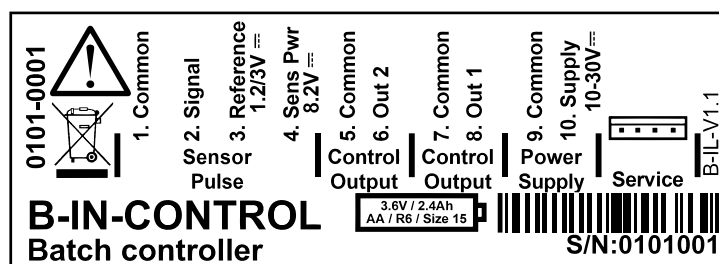 0101-0001
1. Common
2. Signal
3. Reference
1.2/3V
4. Sens Pwr
8.2V
5. Common
6. Out 2
7. Common
8. Out 1
9. Common
10. Supply
10-30V
Sensor
Pulse
Control
Output
Control
Output
Power
Supply
Service
B-IL-V1.1
B-IN-CONTROL
Batch controller
3.6V / 2.4Ah
AA / R6 / Size 15
S/N:0101001